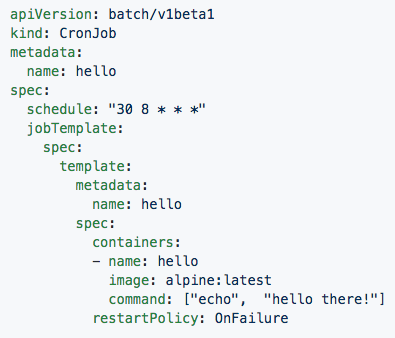 apiVersion: batch/v1beta1
kind: CronJob
metadata:
  name: hello
spec:
  schedule: "30 8 * * *"
  jobTemplate:
    spec:
      template:
        metadata:
          name: hello
        spec:
          containers:
          - name: hello
            image: alpine:latest
            command: ["echo",  "hello there!"]
          restartPolicy: OnFailure